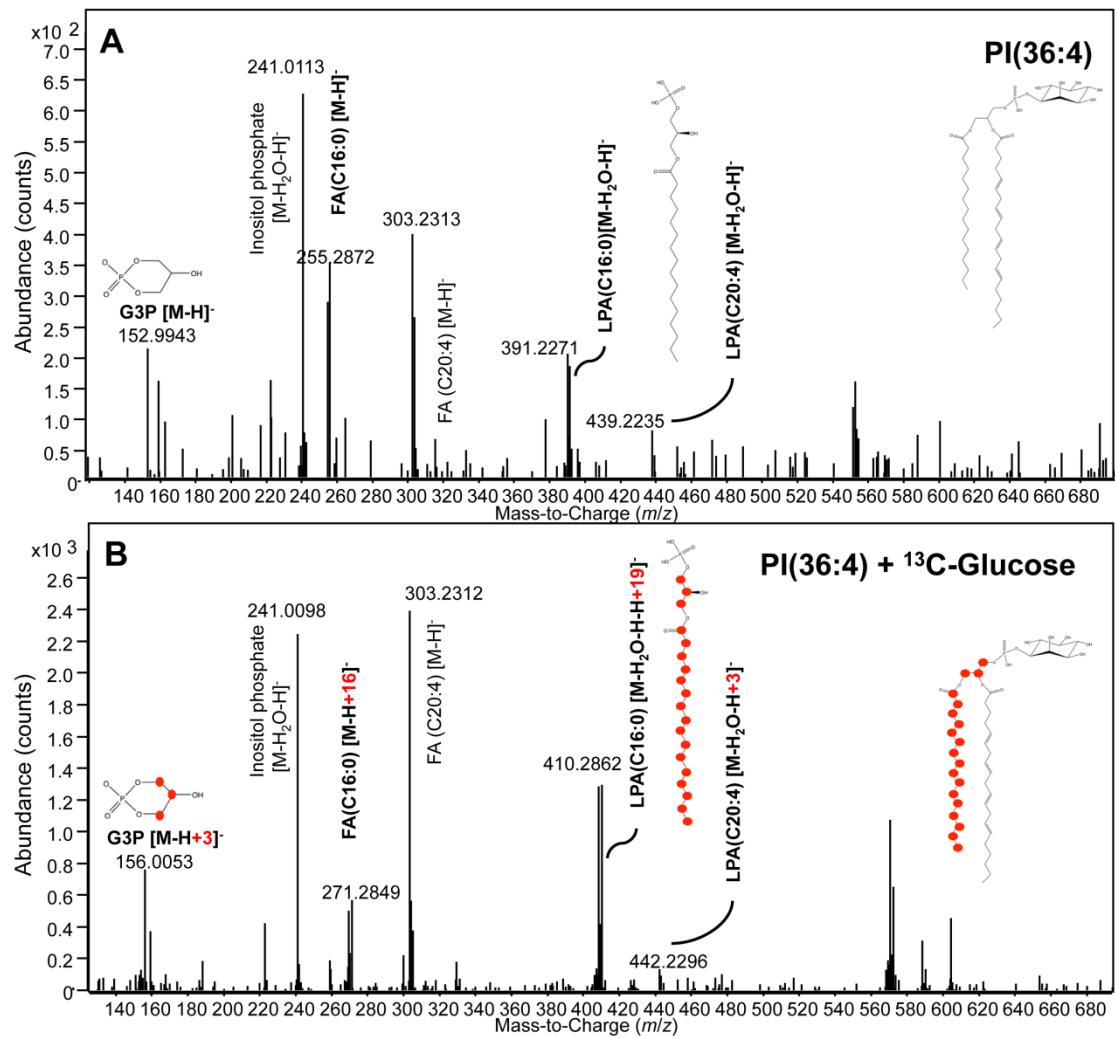 A
PI(36:4)
x10 2
7.0
6.5
6.0
5.5
5.0
4.5
4.0
3.5
3.0
2.5
2.0
1.5
1.0
0.5
0
Abundance (counts)
241.0113
Inositol phosphate
[M-H₂O-H]⁻
FA(C16:0) [M-H]⁻
255.2872
303.2313
FA (C20:4) [M-H]⁻
G3P [M-H]⁻
152.9943
391.2271
LPA(C16:0)[M-H₂O-H]⁻
439.2235
LPA(C20:4) [M-H₂O-H]⁻
140 160 180 200 220 240 260 280 300 320 340 360 380 400 420 440 460 480 500 520 540 560 580 600 620 640 660 680
Mass-to-Charge (m/z)
B
PI(36:4) + ¹³C-Glucose
x10 3
2.6
2.4
2.2
2.0
1.8
1.6
1.4
1.2
1.0
0.8
0.6
0.4
0.2
0
Abundance (counts)
241.0098
Inositol phosphate
[M-H₂O-H]⁻
FA(C16:0) [M-H+16]⁻
271.2849
303.2312
FA (C20:4) [M-H]⁻
G3P [M-H+3]⁻
156.0053
410.2862
LPA(C16:0) [M-H₂O-H-H+19]⁻
442.2296
LPA(C20:4) [M-H₂O-H+3]⁻
140 160 180 200 220 240 260 280 300 320 340 360 380 400 420 440 460 480 500 520 540 560 580 600 620 640 660 680
Mass-to-Charge (m/z)